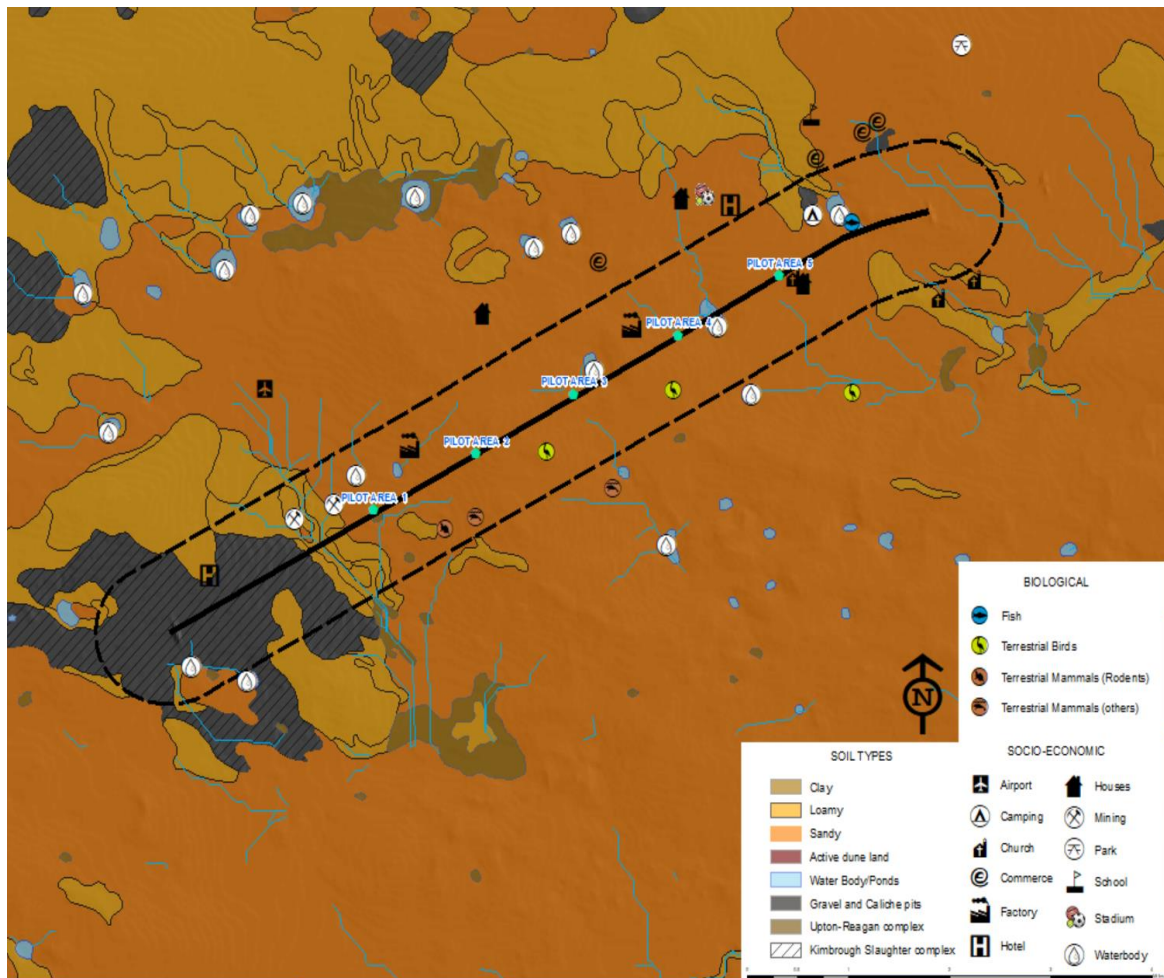 PILOT AREA 5
PILOT AREA 4
PILOT AREA 3
PILOT AREA 2
PILOT AREA 1
N
BIOLOGICAL
Fish
Terrestrial Birds
Terrestrial Mammals (Rodents)
Terrestrial Mammals (others)
SOIL TYPES
Clay
Loamy
Sandy
Active dune land
Water Body/Ponds
Gravel and Caliche pits
Upton-Reagan complex
Kimbrough Slaughter complex
SOCIO-ECONOMIC
Airport
Camping
Church
Commerce
Factory
Hotel
Houses
Mining
Park
School
Stadium
Waterbody